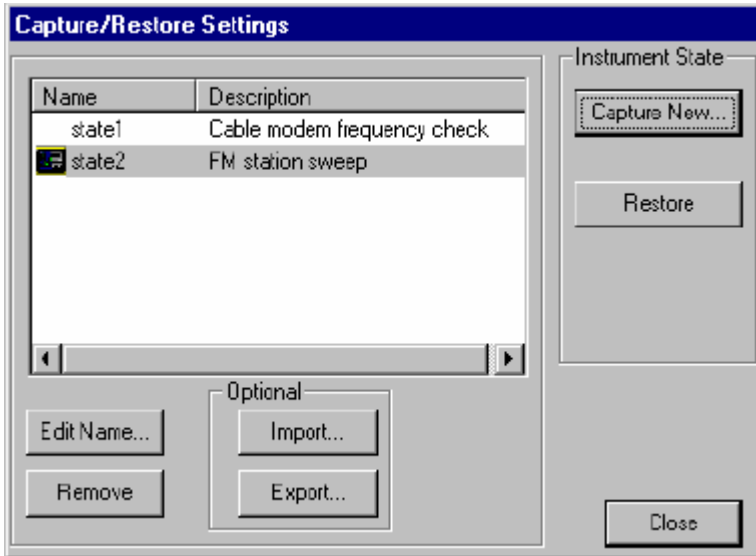 Capture/Restore Settings
Name Description
state1 Cable modem frequency check
state2 FM station sweep
Edit Name...
Remove
Optional
Import...
Export...
Instrument State
Capture New...
Restore
Close